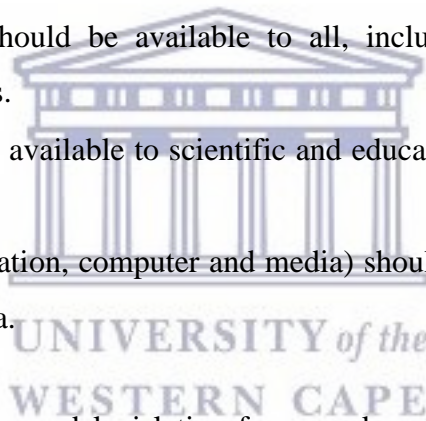 hould be available to all, inclu
s.
available to scientific and educa
ation, computer and media) shoul
a.
UNIVERSITY of the
WESTERN CAPE